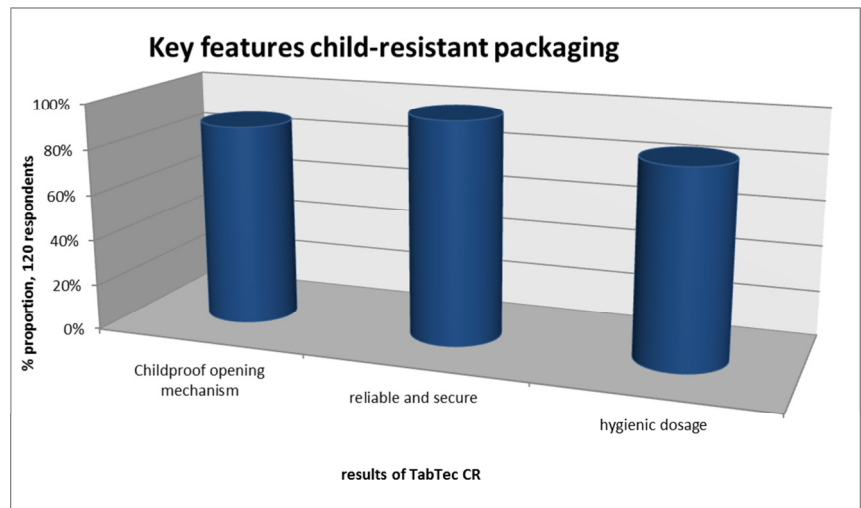 Key features child-resistant packaging
% proportion, 120 respondents
100%
80%
60%
40%
20%
0%
Childproof opening
mechanism
reliable and secure
hygienic dosage
results of TabTec CR